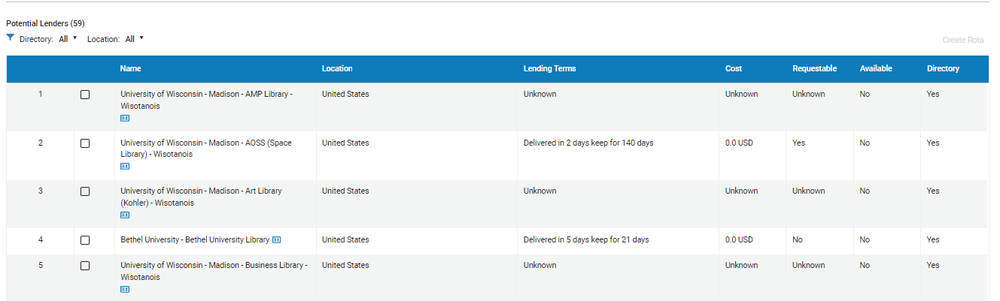 Potential Lenders (59)
Directory: All Location: All
Create Rota
Name Location Lending Terms Cost Requestable Available Directory
1 University of Wisconsin - Madison - AMP Library - United States Unknown Unknown Unknown No Yes
Wisotanois
2 University of Wisconsin - Madison - AOSS (Space United States Delivered in 2 days keep for 140 days 0.0 USD Yes No Yes
Library) - Wisotanois
3 University of Wisconsin - Madison - Art Library United States Unknown Unknown Unknown No Yes
(Kohler) - Wisotanois
4 Bethel University - Bethel University Library United States Delivered in 5 days keep for 21 days 0.0 USD No No Yes
5 University of Wisconsin - Madison - Business Library - United States Unknown Unknown Unknown No Yes
Wisotanois